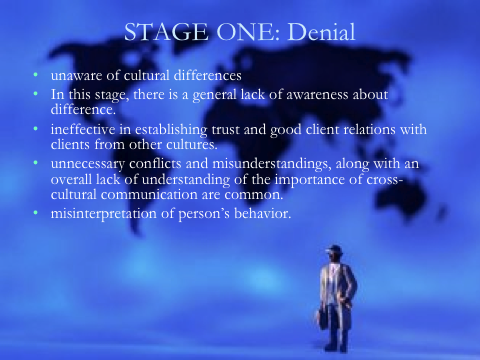 STAGE ONE: Denial
• unaware of cultural differences
• In this stage, there is a general lack of awareness about
difference.
• ineffective in establishing trust and good client relations with
clients from other cultures.
• unnecessary conflicts and misunderstandings, along with an
overall lack of understanding of the importance of cross-
cultural communication are common.
• misinterpretation of person’s behavior.